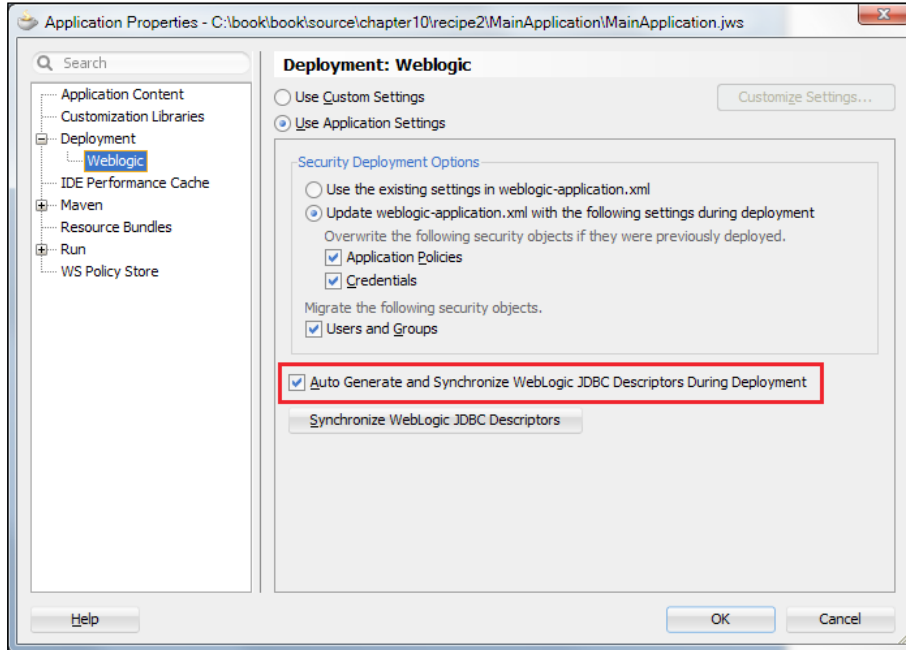 Application Properties - C:\book\book\source\chapter10\recipe2\MainApplication\MainApplication.jws
Search
Application Content
Customization Libraries
Deployment
Weblogic
IDE Performance Cache
Maven
Resource Bundles
Run
WS Policy Store
Deployment: Weblogic
Use Custom Settings
Customize Settings...
Use Application Settings
Security Deployment Options
Use the existing settings in weblogic-application.xml
Update weblogic-application.xml with the following settings during deployment
Overwrite the following security objects if they were previously deployed.
Application Policies
Credentials
Migrate the following security objects.
Users and Groups
Auto Generate and Synchronize WebLogic JDBC Descriptors During Deployment
Synchronize WebLogic JDBC Descriptors
Help
OK
Cancel